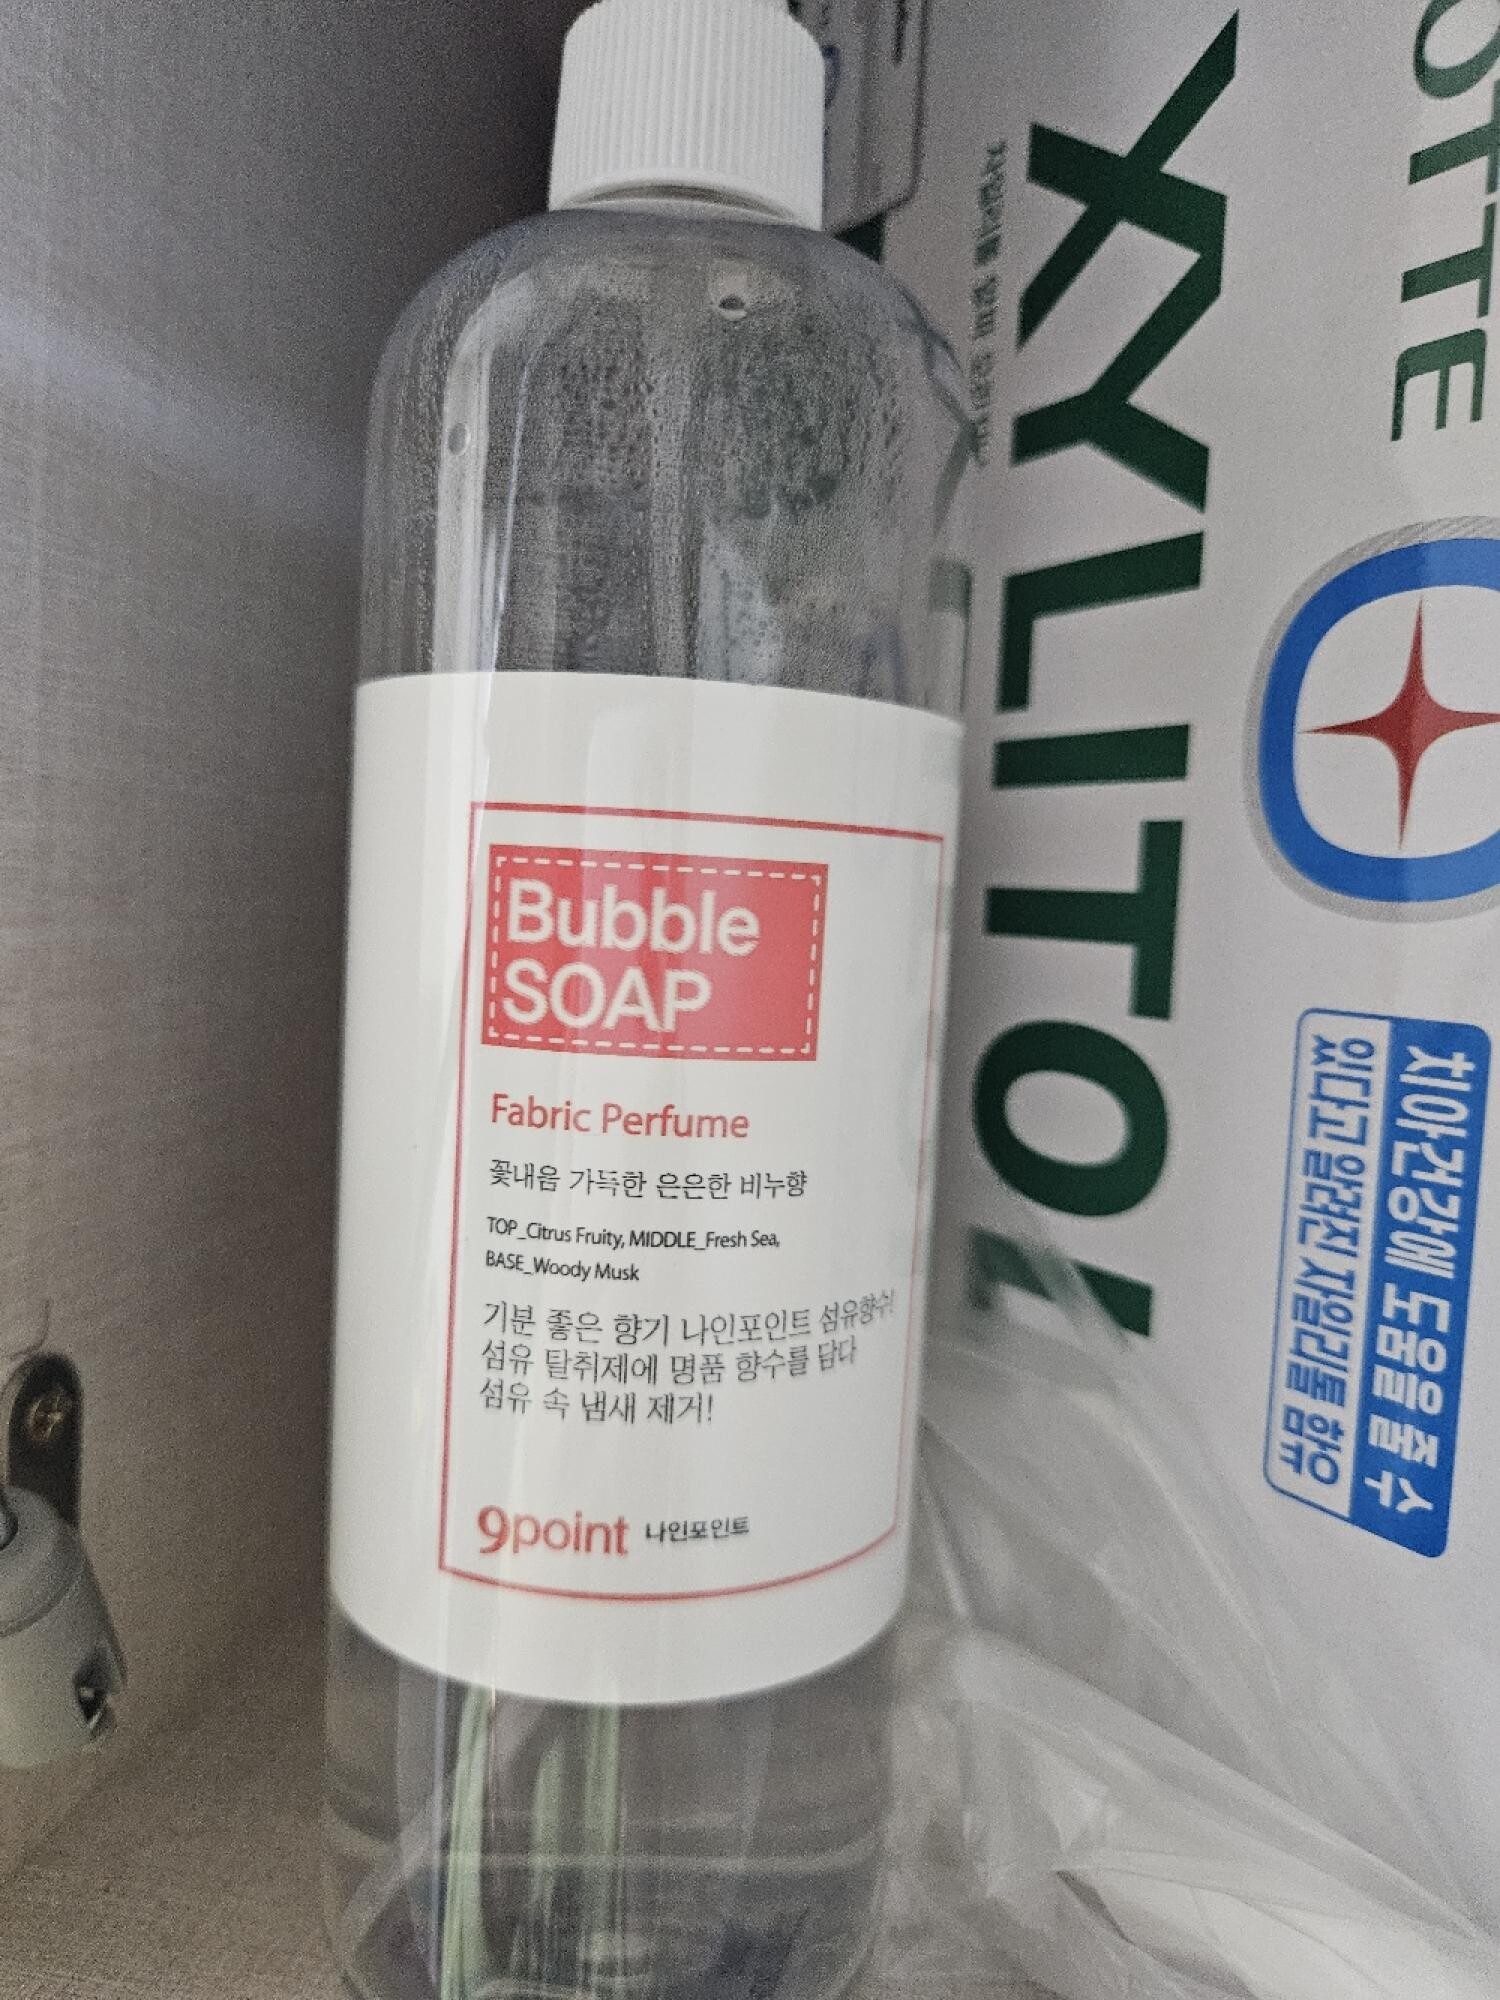 Bubble
SOAP
Fabric Perfume
꽃내음 가득한 은은한 비누향
TOP_Citrus Fruity, MIDDLE_Fresh Sea,
BASE_Woody Musk
기분 좋은 향기 나인포인트 섬유향수!
섬유 탈취제에 명품 향수를 담다
섬유 속 냄새 제거!
9point 나인포인트
OTTE
XYLITOL
치아건강에 도움을 줄 수
있다고 알려진 자일리톨 함유